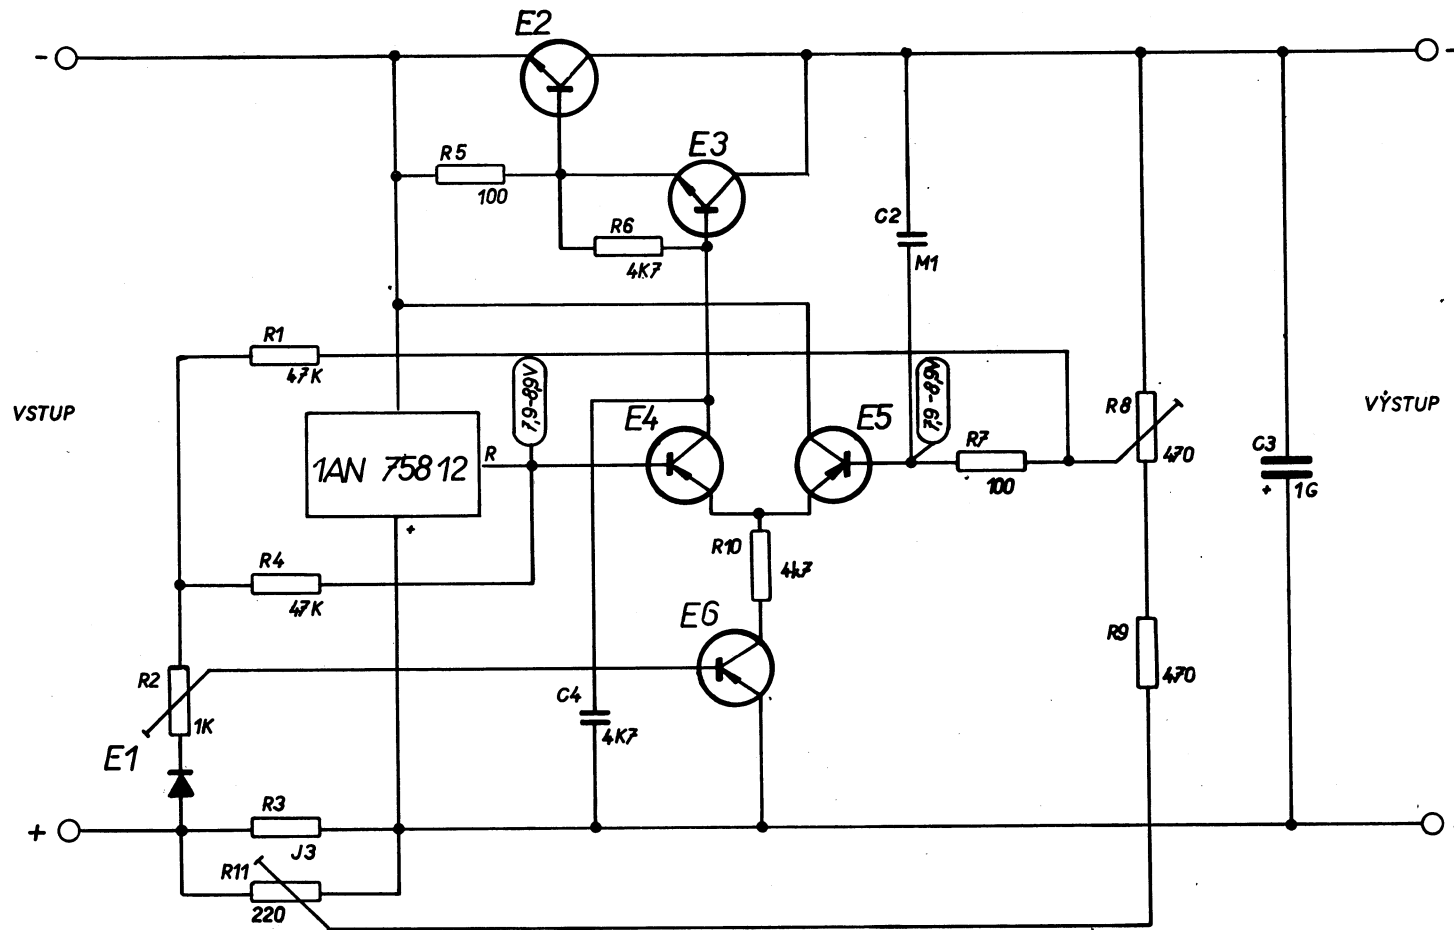 E2
-
-
E3
R5
100
R6
4K7
C2
M1
R1
47K
7,9-8,9V
7,9-8,9V
VSTUP
VÝSTUP
E4
E5
R8
470
R7
100
C3
+ 1G
1AN 75812
R
+
R10
4k7
R4
47K
E6
R9
470
R2
1K
C4
4K7
E1
R3
J3
+
R11
220